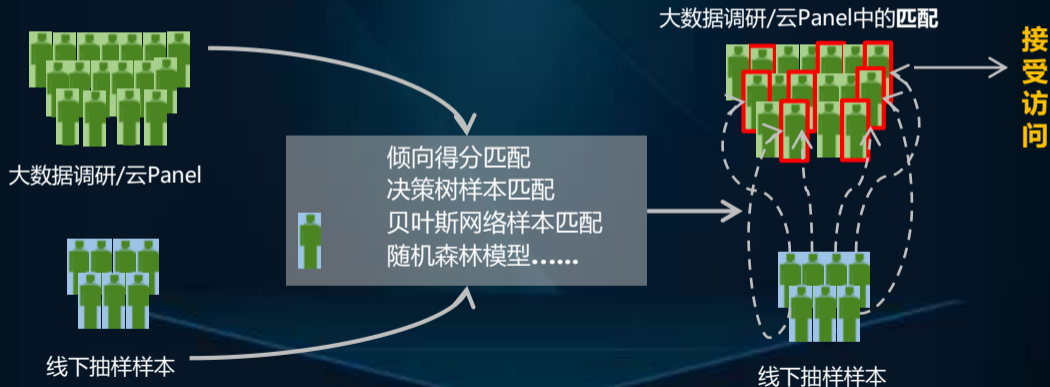 大数据调研/云Panel
线下抽样样本
倾向得分匹配
决策树样本匹配
贝叶斯网络样本匹配
随机森林模型……
大数据调研/云Panel中的匹配
线下抽样样本
接受访问